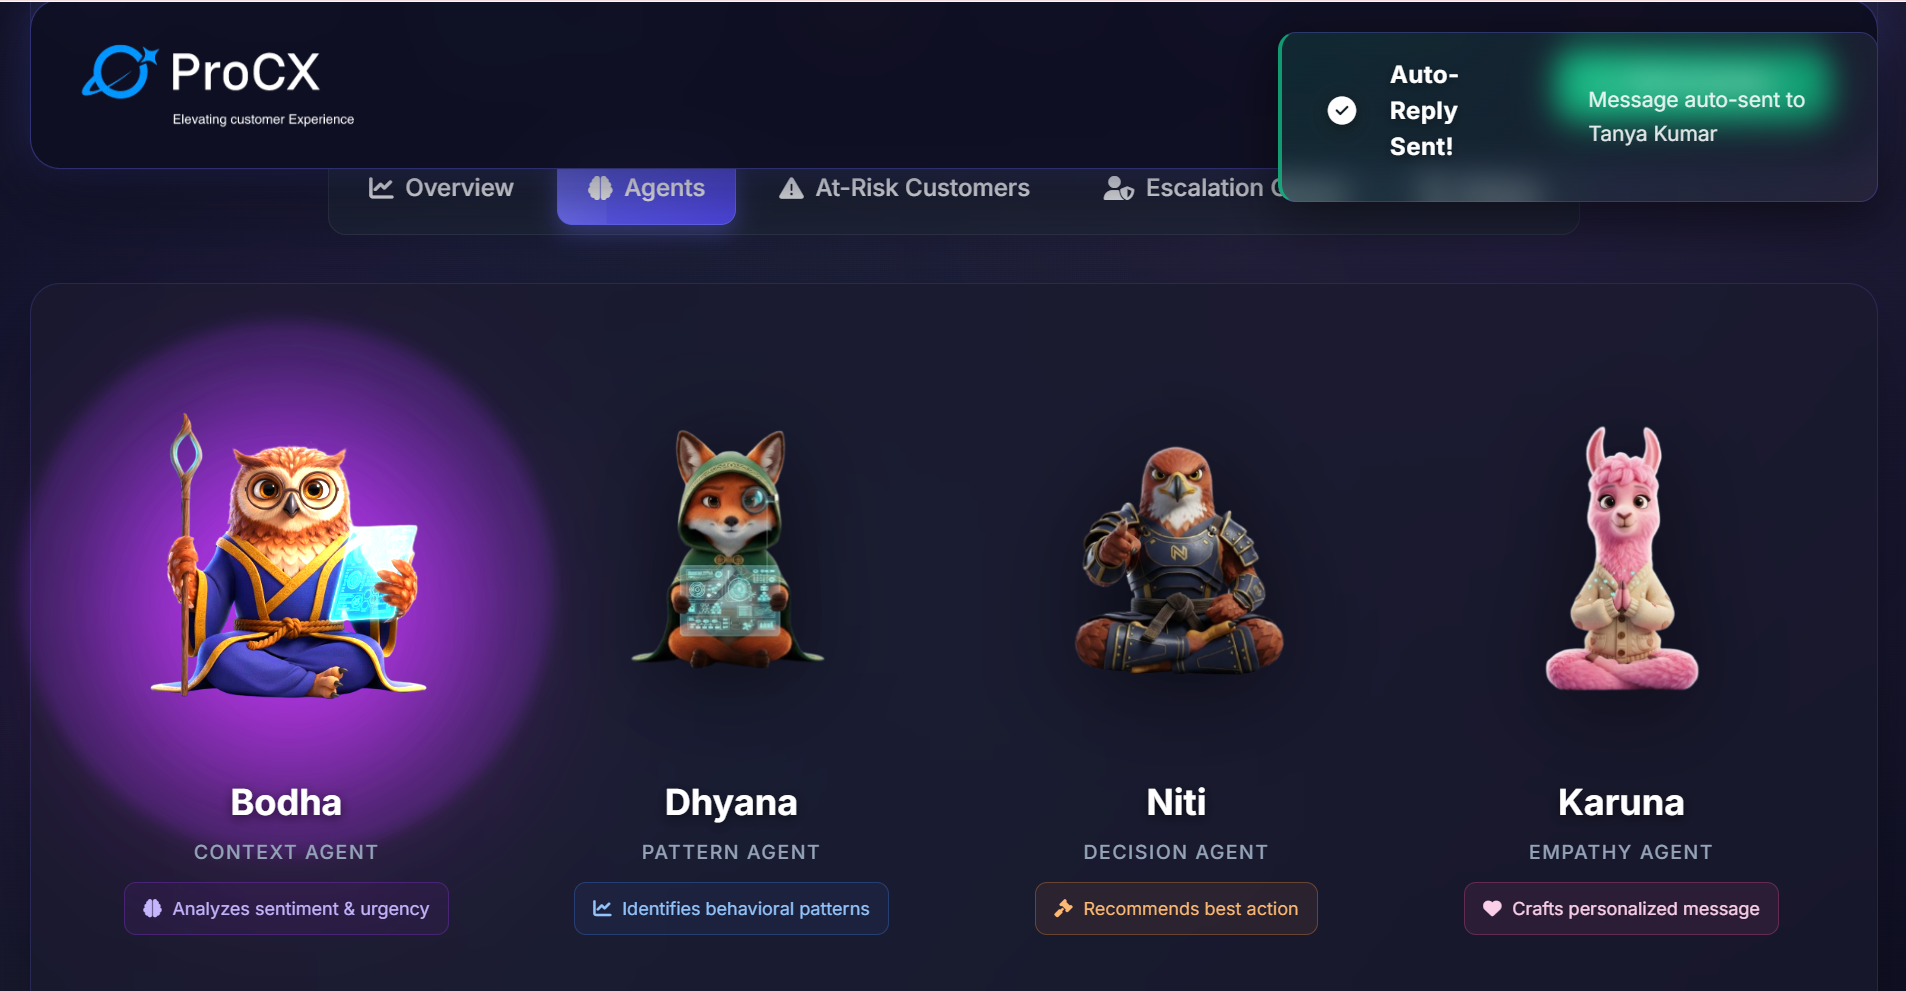 ProCX
Elevating customer Experience
Auto-
Reply
Sent!
Message auto-sent to
Tanya Kumar
Overview
Agents
At-Risk Customers
Escalation
N
Bodha
CONTEXT AGENT
Analyzes sentiment & urgency
Dhyana
PATTERN AGENT
Identifies behavioral patterns
Niti
DECISION AGENT
Recommends best action
Karuna
EMPATHY AGENT
Crafts personalized message